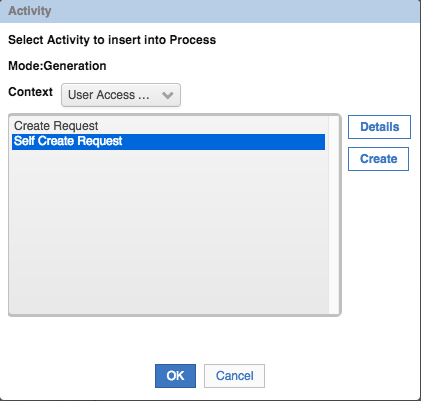 Activity
Select Activity to insert into Process
Mode:Generation
Context User Access ...
Create Request
Self Create Request
Details
Create
OK Cancel